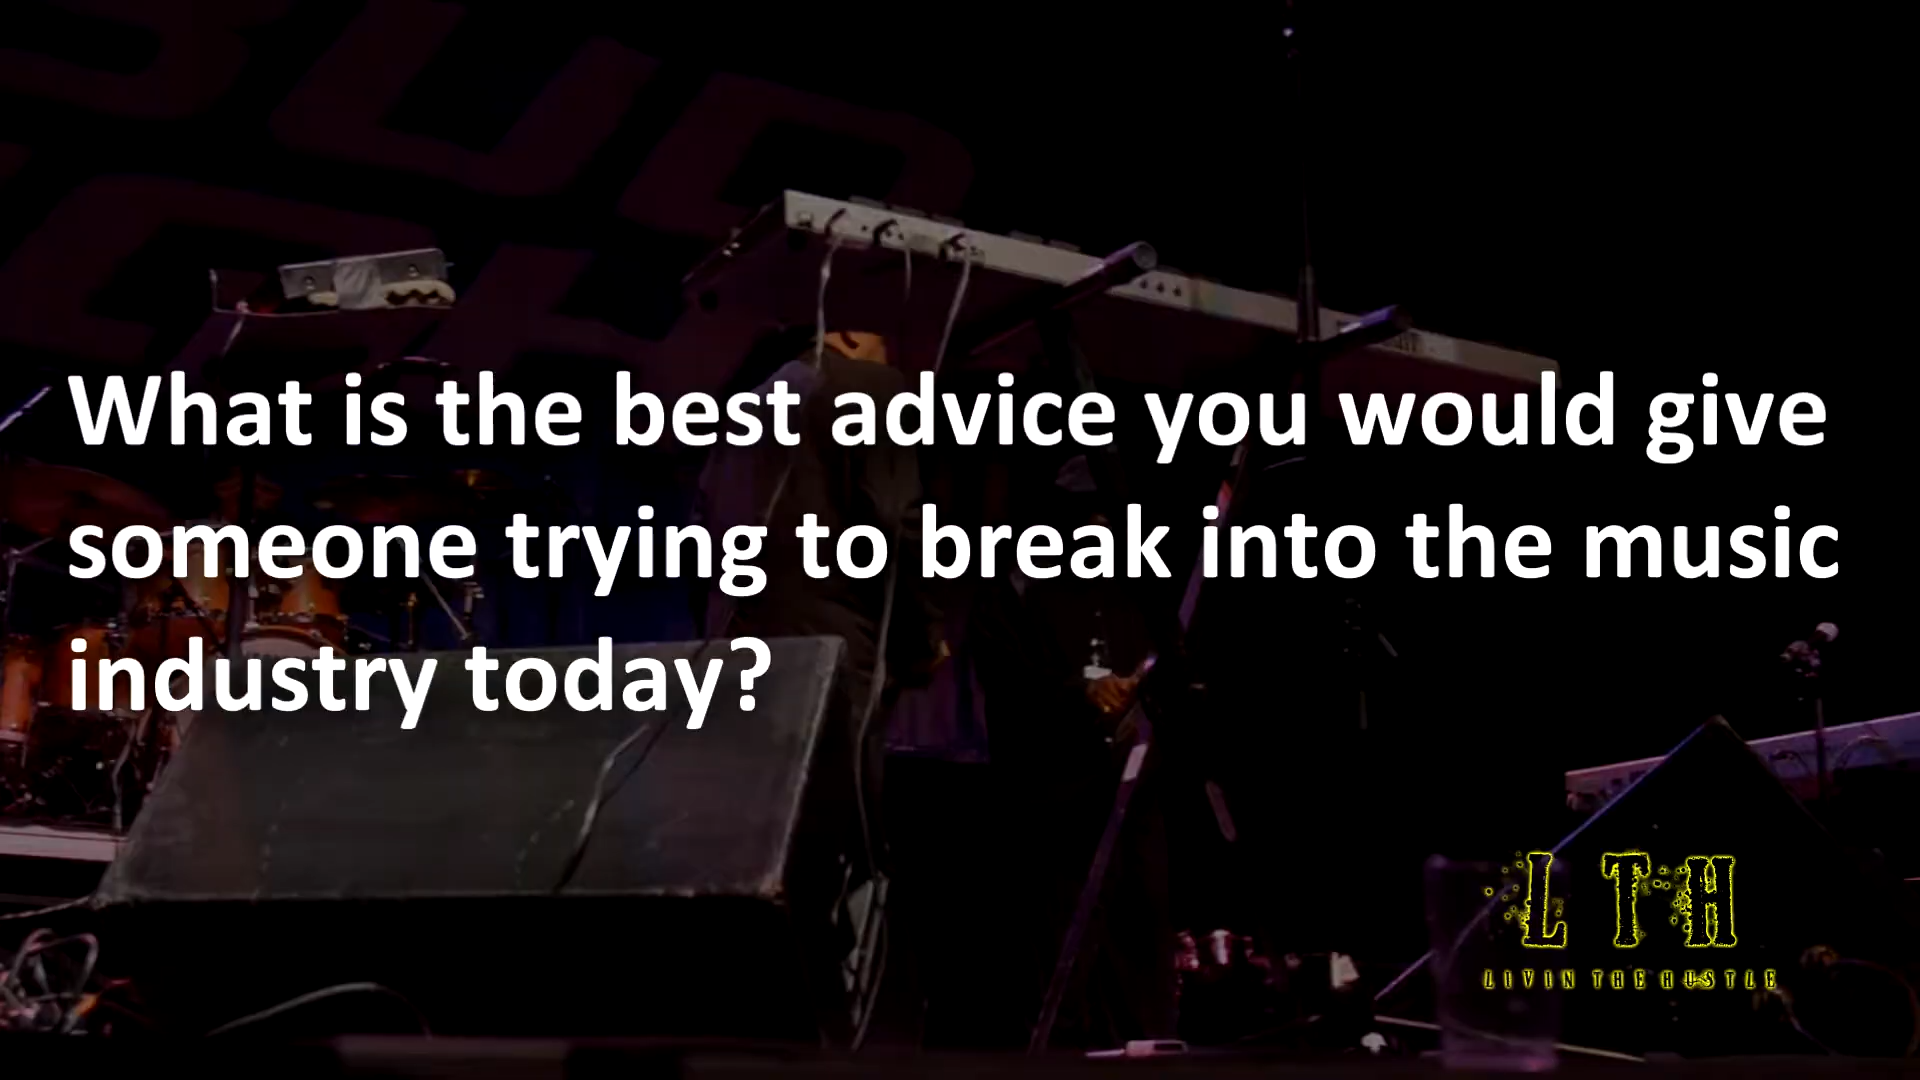 What is the best advice you would give
someone trying to break into the music
industry today?
L T H
LIVIN THE HUSTLE